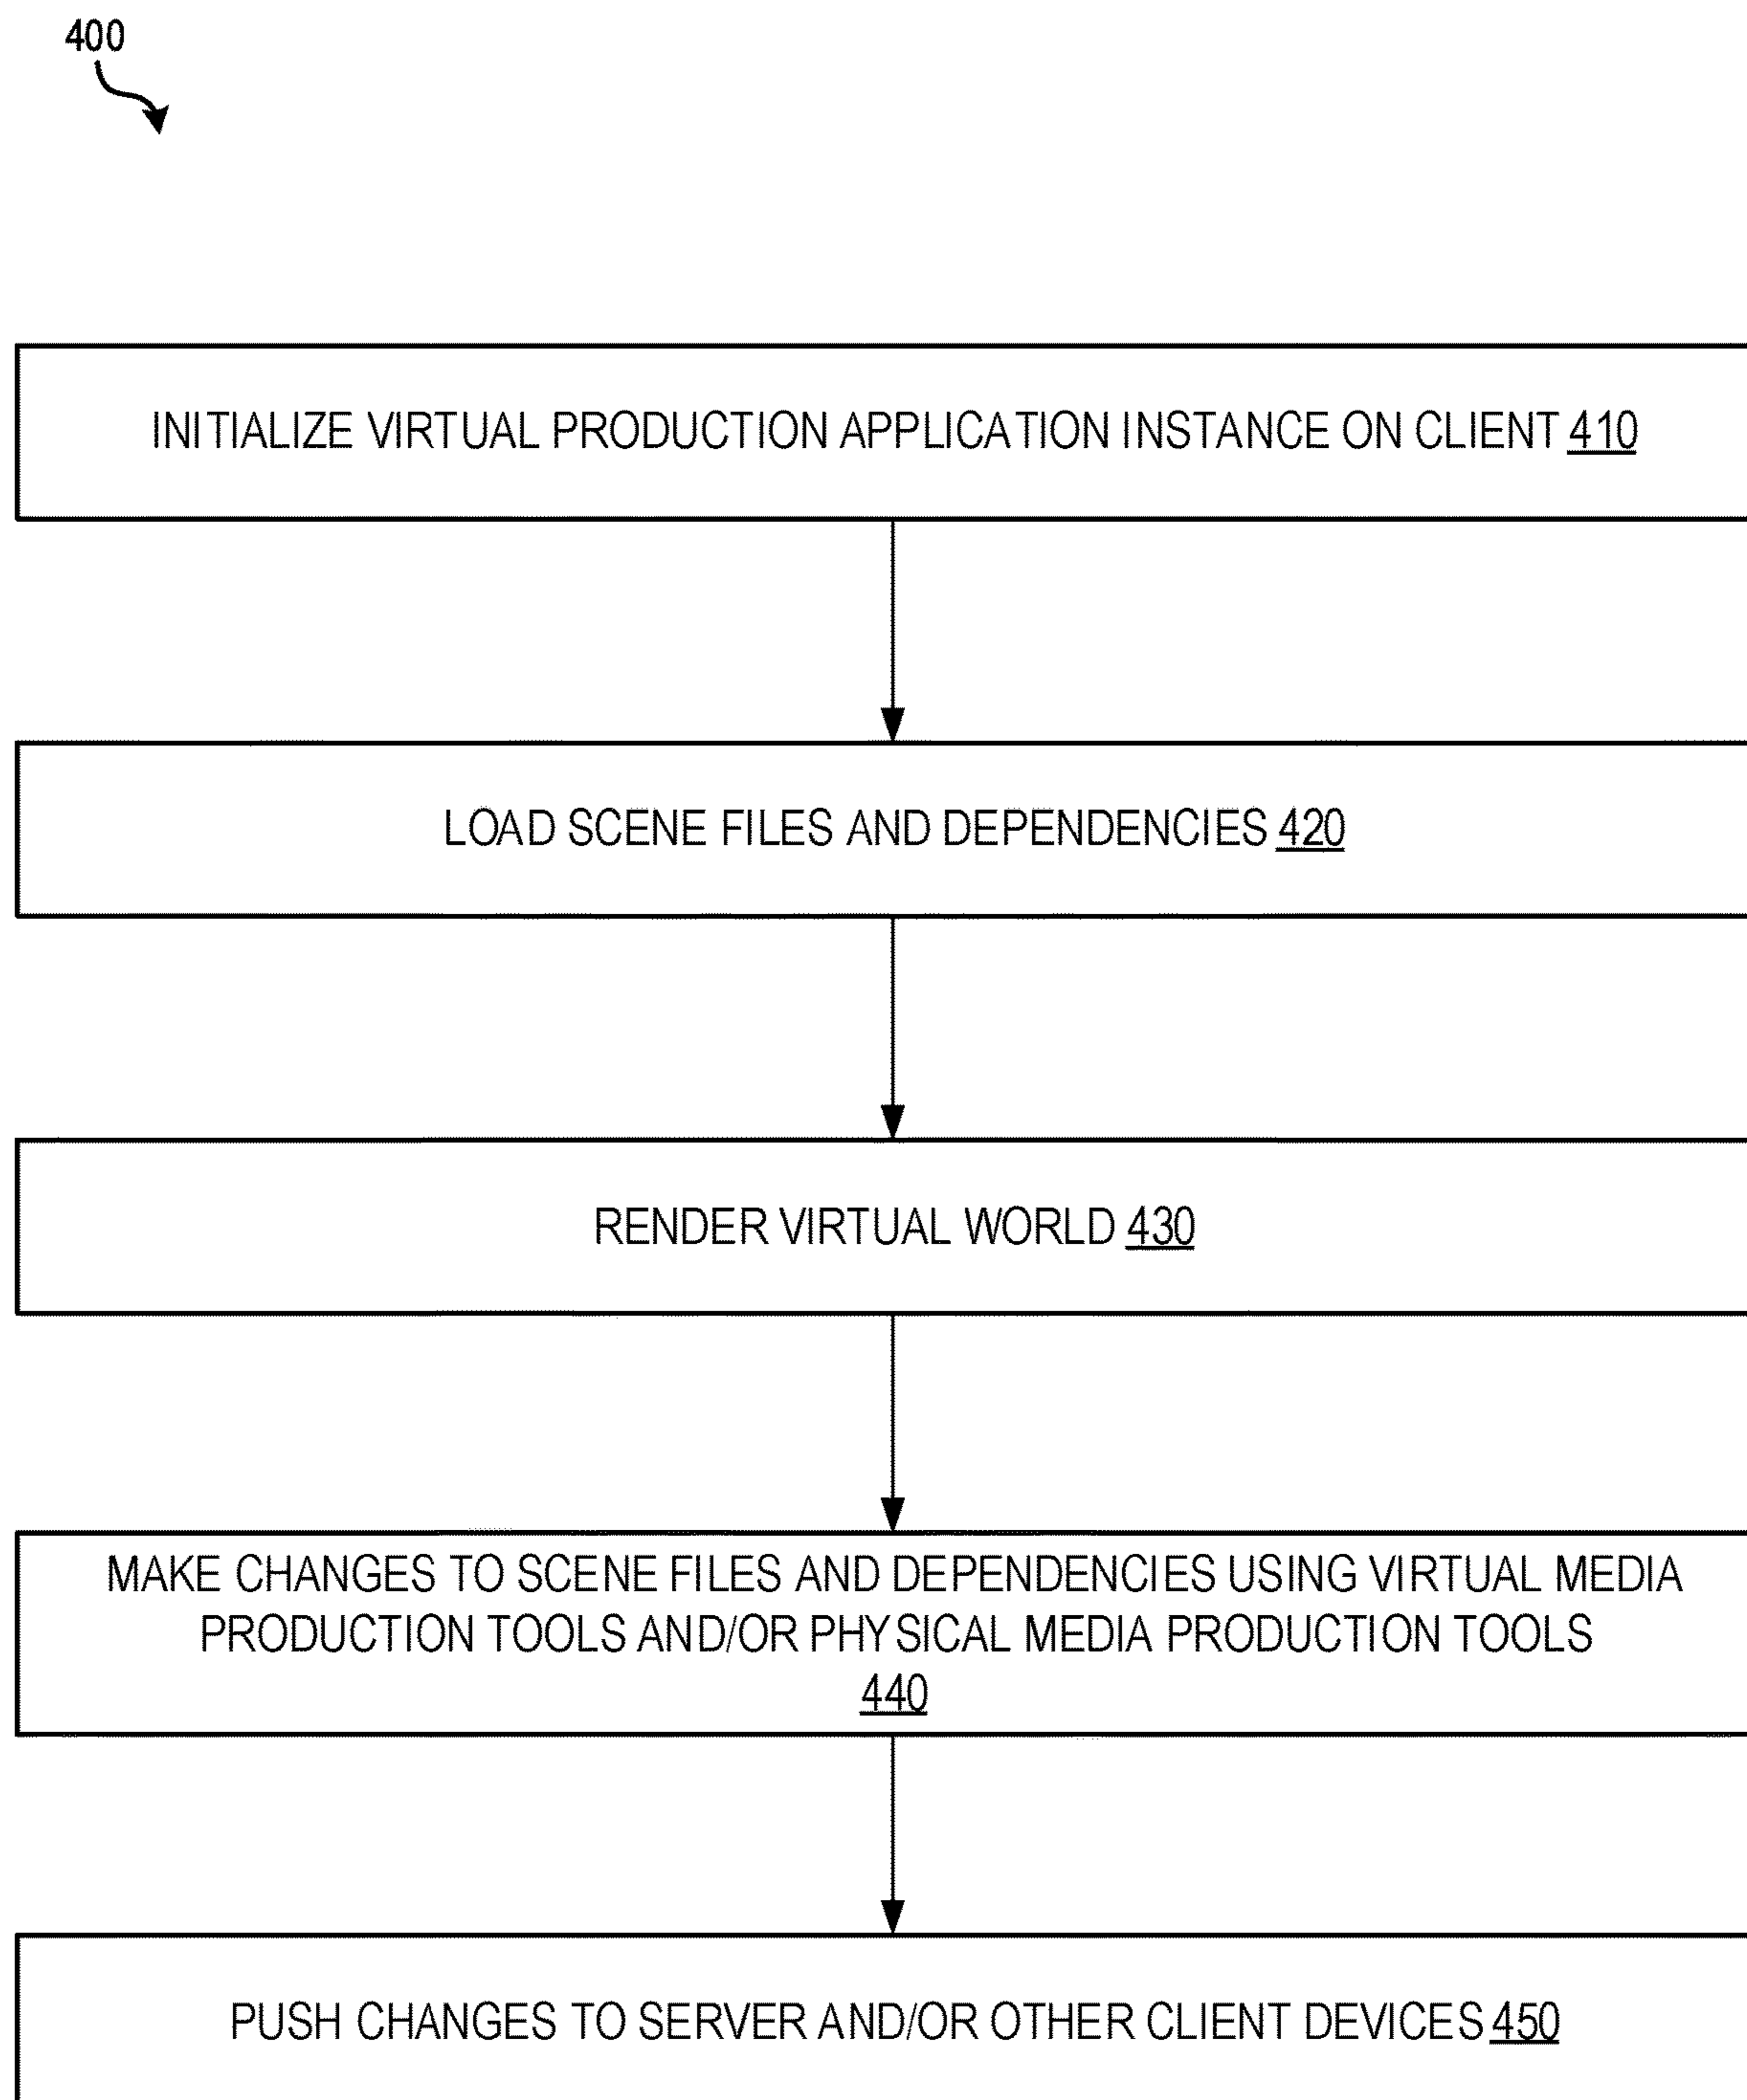 400
INITIALIZE VIRTUAL PRODUCTION APPLICATION INSTANCE ON CLIENT 410
LOAD SCENE FILES AND DEPENDENCIES 420
RENDER VIRTUAL WORLD 430
MAKE CHANGES TO SCENE FILES AND DEPENDENCIES USING VIRTUAL MEDIA
PRODUCTION TOOLS AND/OR PHYSICAL MEDIA PRODUCTION TOOLS
440
PUSH CHANGES TO SERVER AND/OR OTHER CLIENT DEVICES 450